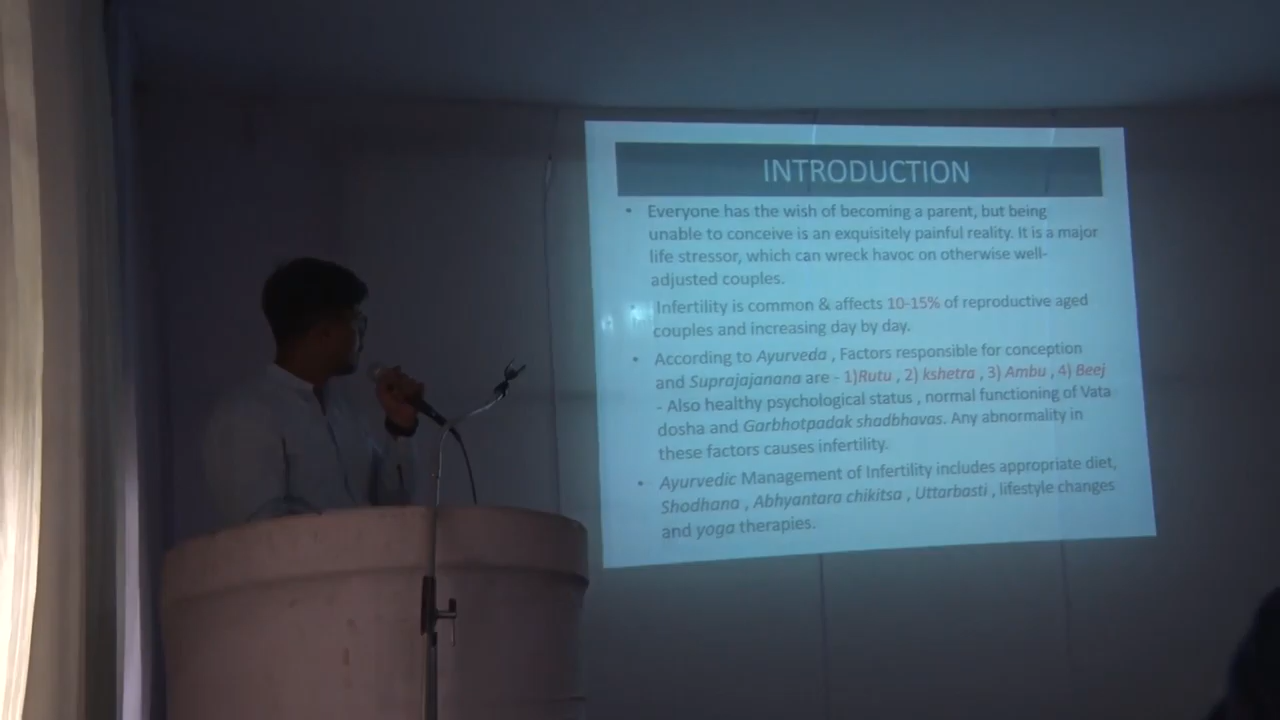 INTRODUCTION
• Everyone has the wish of becoming a parent, but being
unable to conceive is an exquisitely painful reality. It is a major
life stressor, which can wreck havoc on otherwise well-
adjusted couples.
• Infertility is common & affects 10-15% of reproductive aged
couples and increasing day by day.
• According to Ayurveda , Factors responsible for conception
and Suprajajanana are - 1)Rutu , 2) kshetra , 3) Ambu , 4) Beej
- Also healthy psychological status , normal functioning of Vata
dosha and Garbhotpadak shadbhavas. Any abnormality in
these factors causes infertility.
• Ayurvedic Management of Infertility includes appropriate diet,
Shodhana , Abhyantara chikitsa , Uttarbasti , lifestyle changes
and yoga therapies.